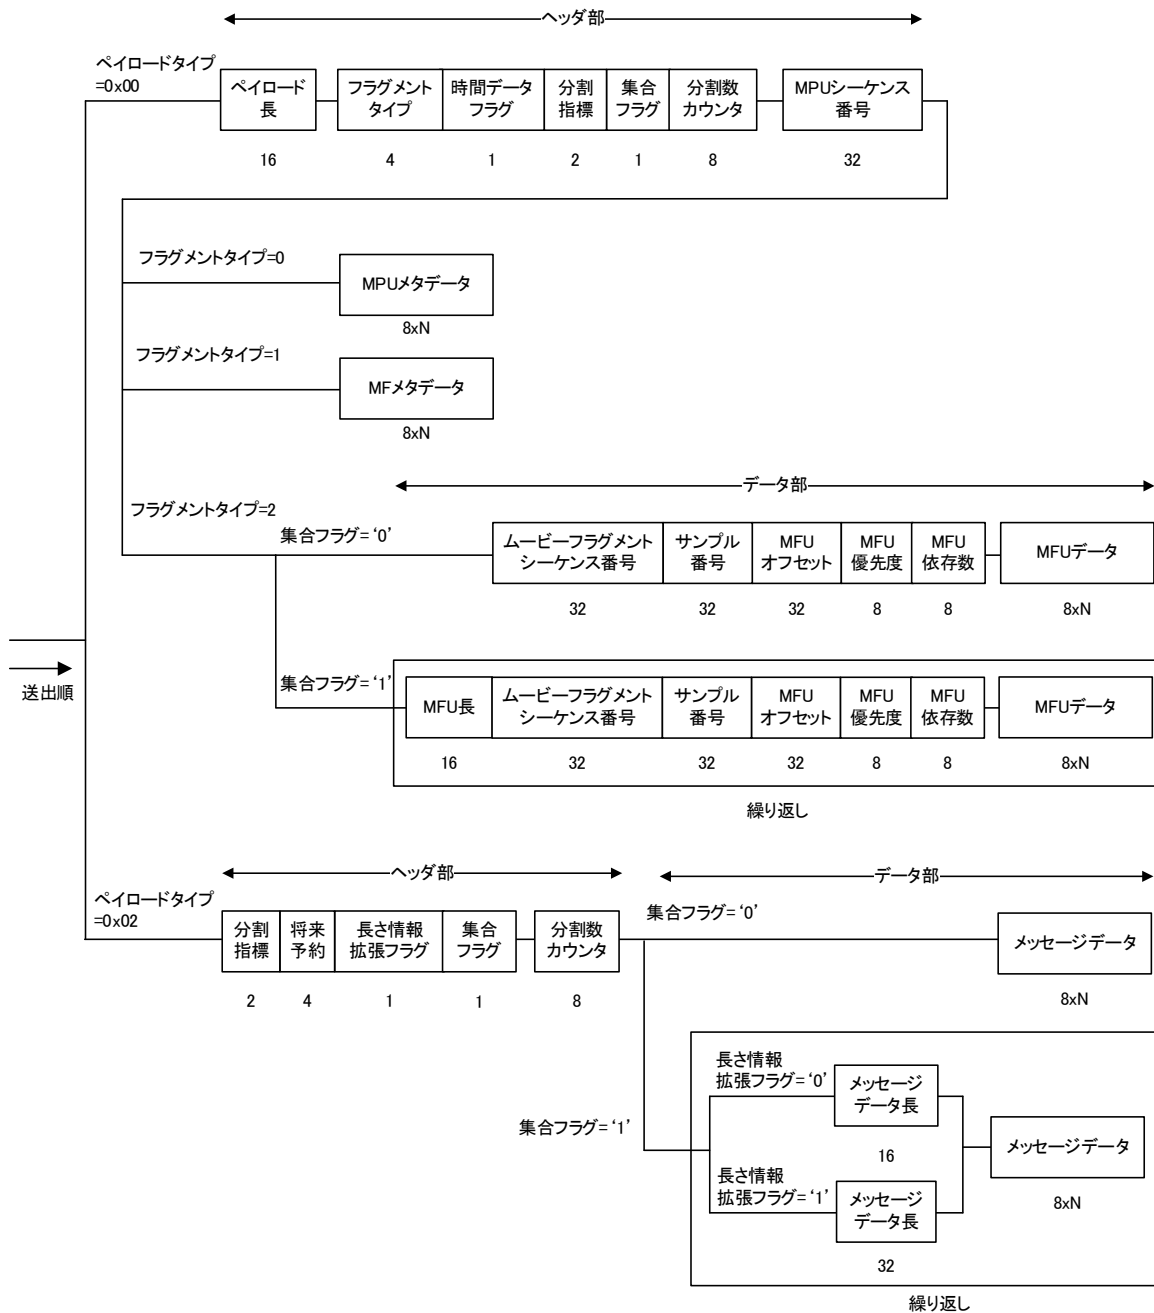 ヘッダ部
ペイロードタイプ
=0x00
ペイロード
長
フラグメント
タイプ
時間データ
フラグ
分割
指標
集合
フラグ
分割数
カウンタ
MPUシーケンス
番号
16
4
1
2
1
8
32
フラグメントタイプ=0
MPUメタデータ
8xN
フラグメントタイプ=1
MFメタデータ
8xN
データ部
フラグメントタイプ=2
集合フラグ=‘0’
ムービーフラグメント
シーケンス番号
サンプル
番号
MFU
オフセット
MFU
優先度
MFU
依存数
MFUデータ
32
32
32
8
8
8xN
送出順
集合フラグ=‘1’
MFU長
ムービーフラグメント
シーケンス番号
サンプル
番号
MFU
オフセット
MFU
優先度
MFU
依存数
MFUデータ
16
32
32
32
8
8
8xN
繰り返し
ヘッダ部
データ部
ペイロードタイプ
=0x02
分割
指標
将来
予約
長さ情報
拡張フラグ
集合
フラグ
分割数
カウンタ
2
4
1
1
8
集合フラグ=‘0’
メッセージデータ
8xN
集合フラグ=‘1’
長さ情報
拡張フラグ=‘0’
メッセージ
データ長
16
長さ情報
拡張フラグ=‘1’
メッセージ
データ長
32
メッセージデータ
8xN
繰り返し